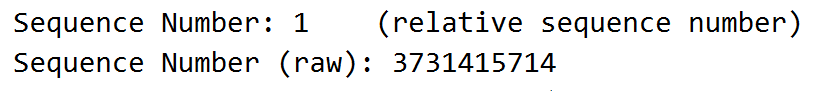 Sequence Number: 1    (relative sequence number)
Sequence Number (raw): 3731415714